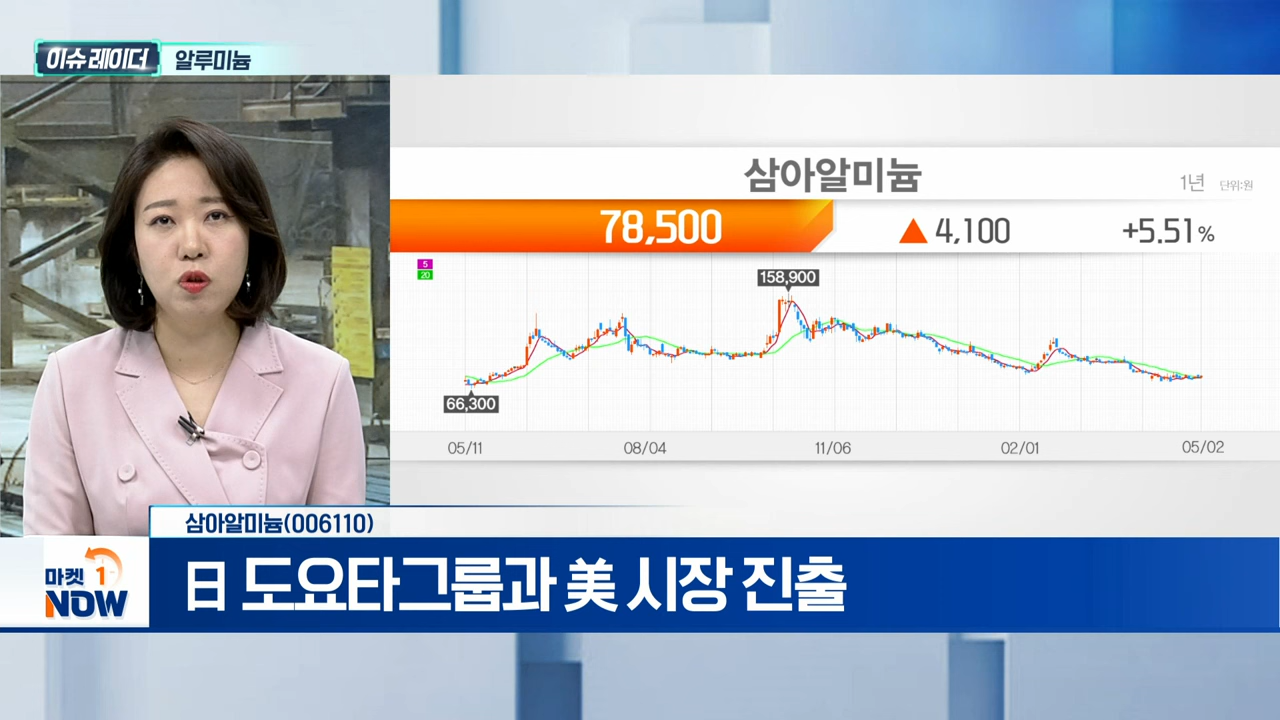 이슈 레이더 알루미늄
삼아알미늄
1년 단위:원
78,500 ▲ 4,100 +5.51%
5
20
158,900
66,300
05/11 08/04 11/06 02/01 05/02
삼아알미늄(006110)
마켓 1
NOW
日 도요타그룹과 美 시장 진출